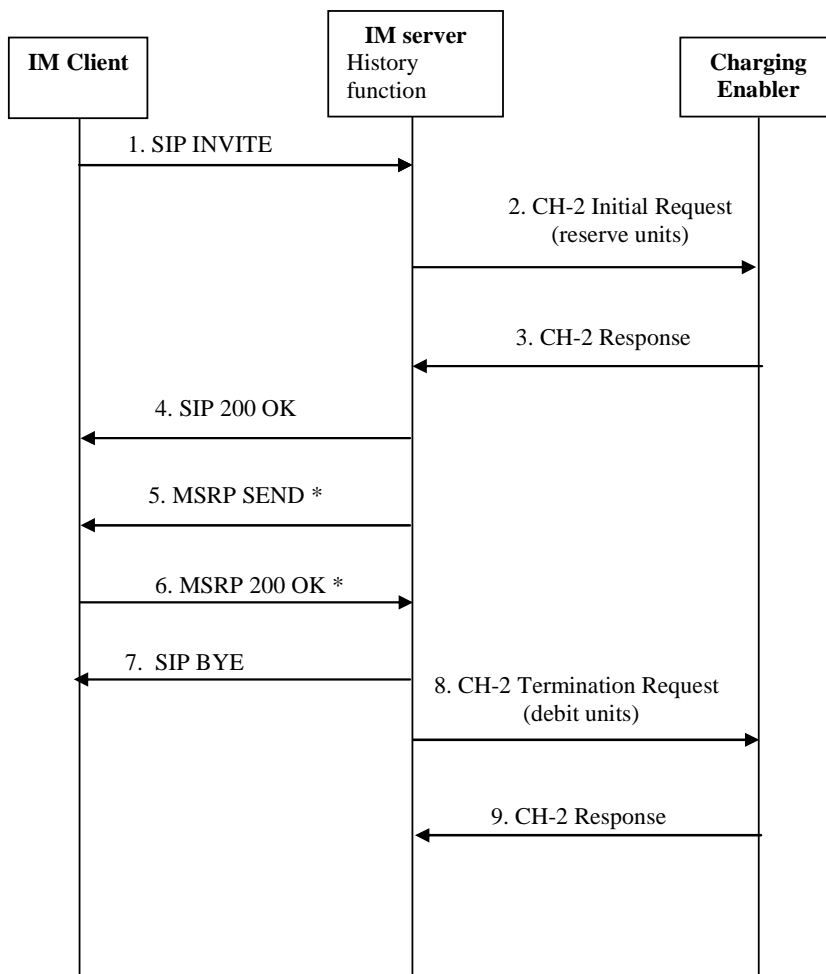 IM Client
IM server
History
function
Charging
Enabler
1. SIP INVITE
2. CH-2 Initial Request
(reserve units)
3. CH-2 Response
4. SIP 200 OK
5. MSRP SEND *
6. MSRP 200 OK *
7. SIP BYE
8. CH-2 Termination Request
(debit units)
9. CH-2 Response